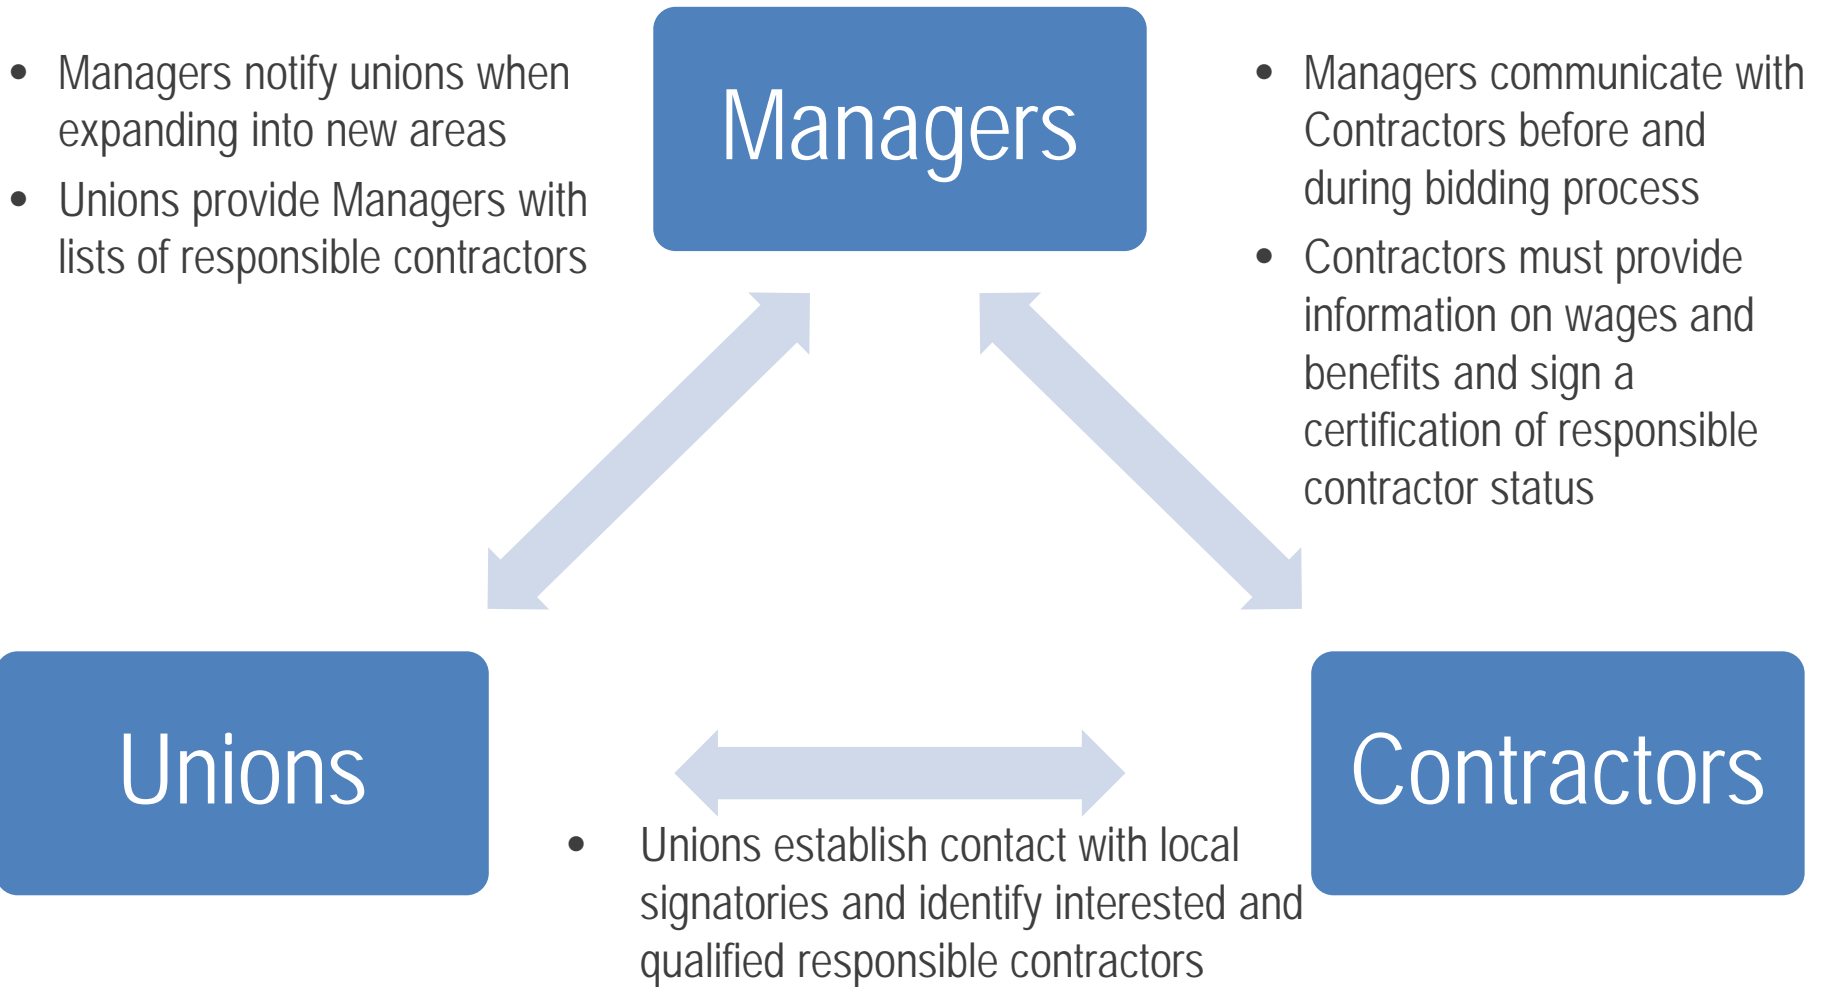 • Managers notify unions when
expanding into new areas
• Unions provide Managers with
lists of responsible contractors
Managers
• Managers communicate with
Contractors before and
during bidding process
• Contractors must provide
information on wages and
benefits and sign a
certification of responsible
contractor status
Unions
Contractors
• Unions establish contact with local
signatories and identify interested and
qualified responsible contractors